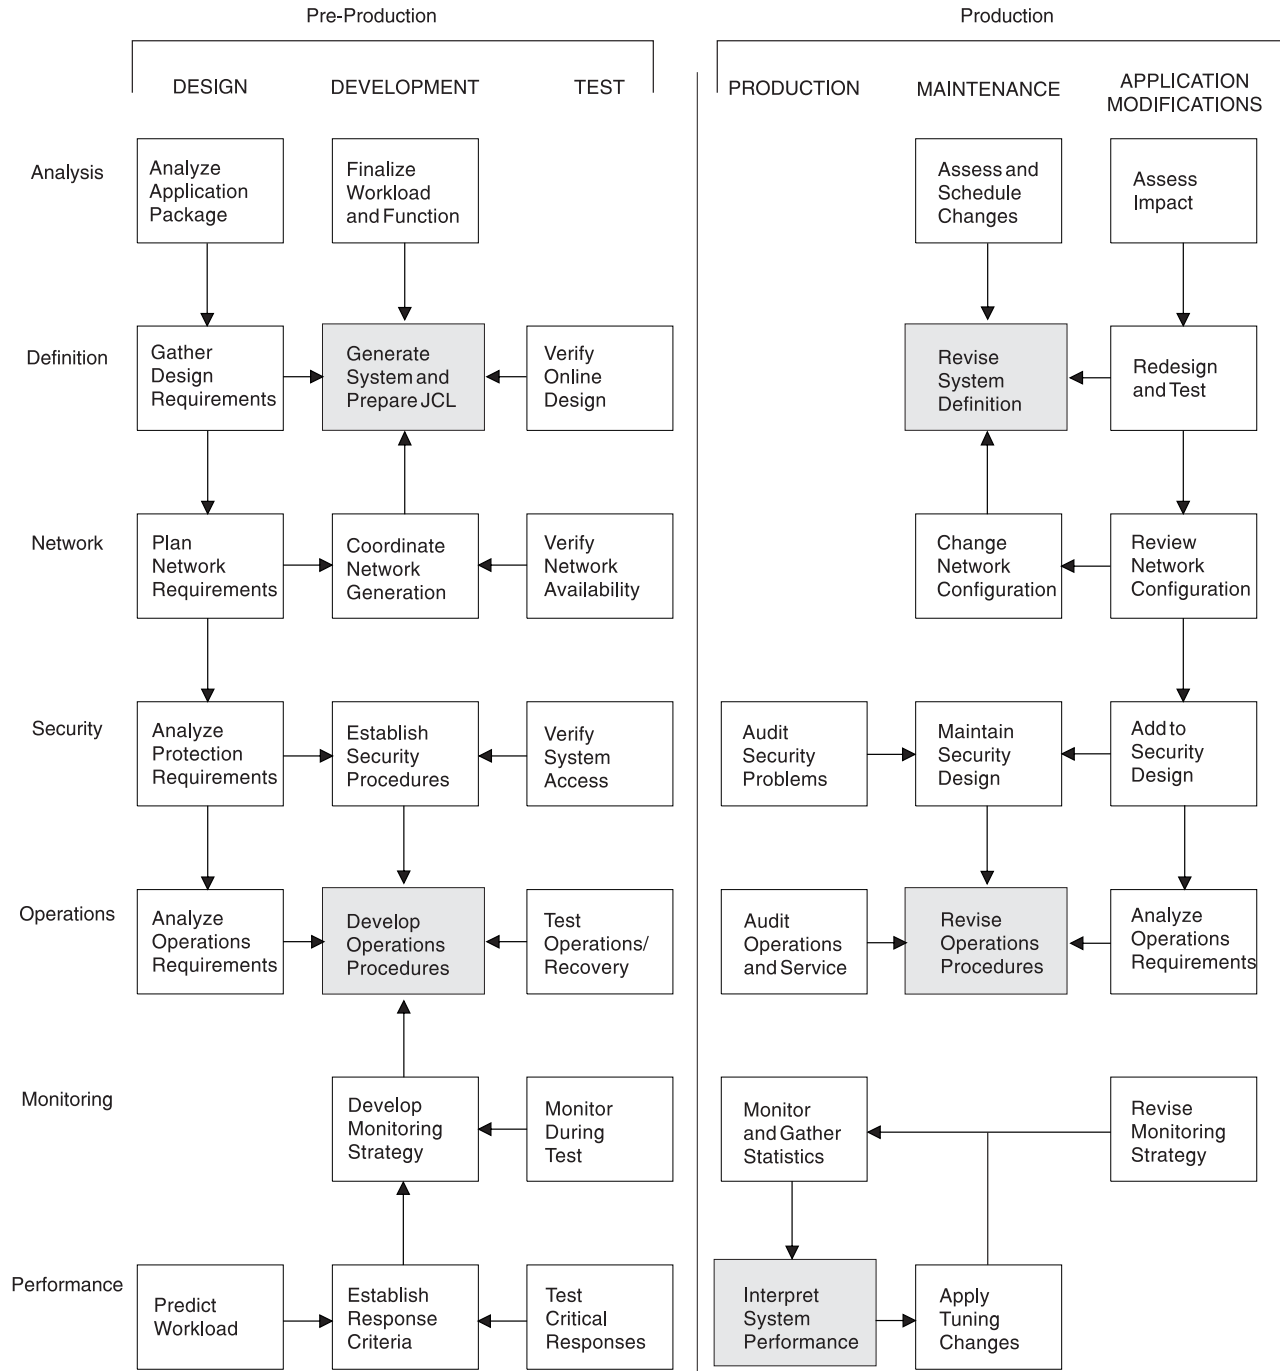 Pre-Production
Production
DESIGN
DEVELOPMENT
TEST
PRODUCTION
MAINTENANCE
APPLICATION
MODIFICATIONS
Analysis
Analyze
Application
Package
Finalize
Workload
and Function
Assess and
Schedule
Changes
Assess
Impact
Definition
Gather
Design
Requirements
Generate
System and
Prepare JCL
Verify
Online
Design
Revise
System
Definition
Redesign
and Test
Network
Plan
Network
Requirements
Coordinate
Network
Generation
Verify
Network
Availability
Change
Network
Configuration
Review
Network
Configuration
Security
Analyze
Protection
Requirements
Establish
Security
Procedures
Verify
System
Access
Audit
Security
Problems
Maintain
Security
Design
Add to
Security
Design
Operations
Analyze
Operations
Requirements
Develop
Operations
Procedures
Test
Operations/
Recovery
Audit
Operations
and Service
Revise
Operations
Procedures
Analyze
Operations
Requirements
Monitoring
Develop
Monitoring
Strategy
Monitor
During
Test
Monitor
and Gather
Statistics
Revise
Monitoring
Strategy
Performance
Predict
Workload
Establish
Response
Criteria
Test
Critical
Responses
Interpret
System
Performance
Apply
Tuning
Changes